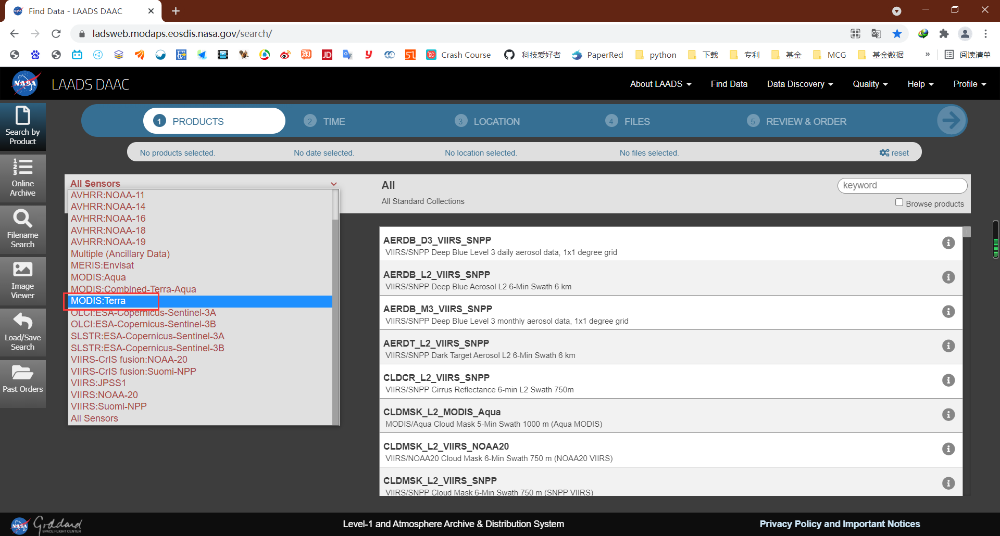 Find Data - LAADS DAAC
ladsweb.modaps.eosdis.nasa.gov/search/
Crash Course
科技爱好者
PaperRed
python
下载
专利
基金
MCG
基金数据
»
阅读清单
NASA
LAADS DAAC
About LAADS
Find Data
Data Discovery
Quality
Help
Profile
Search by
Product
Online
Archive
Filename
Search
Image
Viewer
Load/Save
Search
Past Orders
1 PRODUCTS
2 TIME
3 LOCATION
4 FILES
5 REVIEW & ORDER
No products selected.
No date selected.
No location selected.
No files selected.
reset
All Sensors
AVHRR:NOAA-11
AVHRR:NOAA-14
AVHRR:NOAA-16
AVHRR:NOAA-18
AVHRR:NOAA-19
Multiple (Ancillary Data)
MERIS:Envisat
MODIS:Aqua
MODIS:Combined-Terra-Aqua
MODIS:Terra
OLCI:ESA-Copernicus-Sentinel-3A
OLCI:ESA-Copernicus-Sentinel-3B
SLSTR:ESA-Copernicus-Sentinel-3A
SLSTR:ESA-Copernicus-Sentinel-3B
VIIRS-CrIS fusion:NOAA-20
VIIRS-CrIS fusion:Suomi-NPP
VIIRS:JPSS1
VIIRS:NOAA-20
VIIRS:Suomi-NPP
All Sensors
All
All Standard Collections
keyword
Browse products
AERDB_D3_VIIRS_SNPP
VIIRS/SNPP Deep Blue Level 3 daily aerosol data, 1x1 degree grid
AERDB_L2_VIIRS_SNPP
VIIRS/SNPP Deep Blue Aerosol L2 6-Min Swath 6 km
AERDB_M3_VIIRS_SNPP
VIIRS/SNPP Deep Blue Level 3 monthly aerosol data, 1x1 degree grid
AERDT_L2_VIIRS_SNPP
VIIRS/SNPP Dark Target Aerosol L2 6-Min Swath 6 km
CLDCR_L2_VIIRS_SNPP
VIIRS/SNPP Cirrus Reflectance 6-min L2 Swath 750m
CLDMSK_L2_MODIS_Aqua
MODIS/Aqua Cloud Mask 5-Min Swath 1000 m (Aqua MODIS)
CLDMSK_L2_VIIRS_NOAA20
VIIRS/NOAA20 Cloud Mask 6-Min Swath 750 m (NOAA20 VIIRS)
CLDMSK_L2_VIIRS_SNPP
VIIRS/SNPP Cloud Mask 6-Min Swath 750 m (SNPP VIIRS)
NASA
Goddard
SPACE FLIGHT CENTER
Level-1 and Atmosphere Archive & Distribution System
Privacy Policy and Important Notices